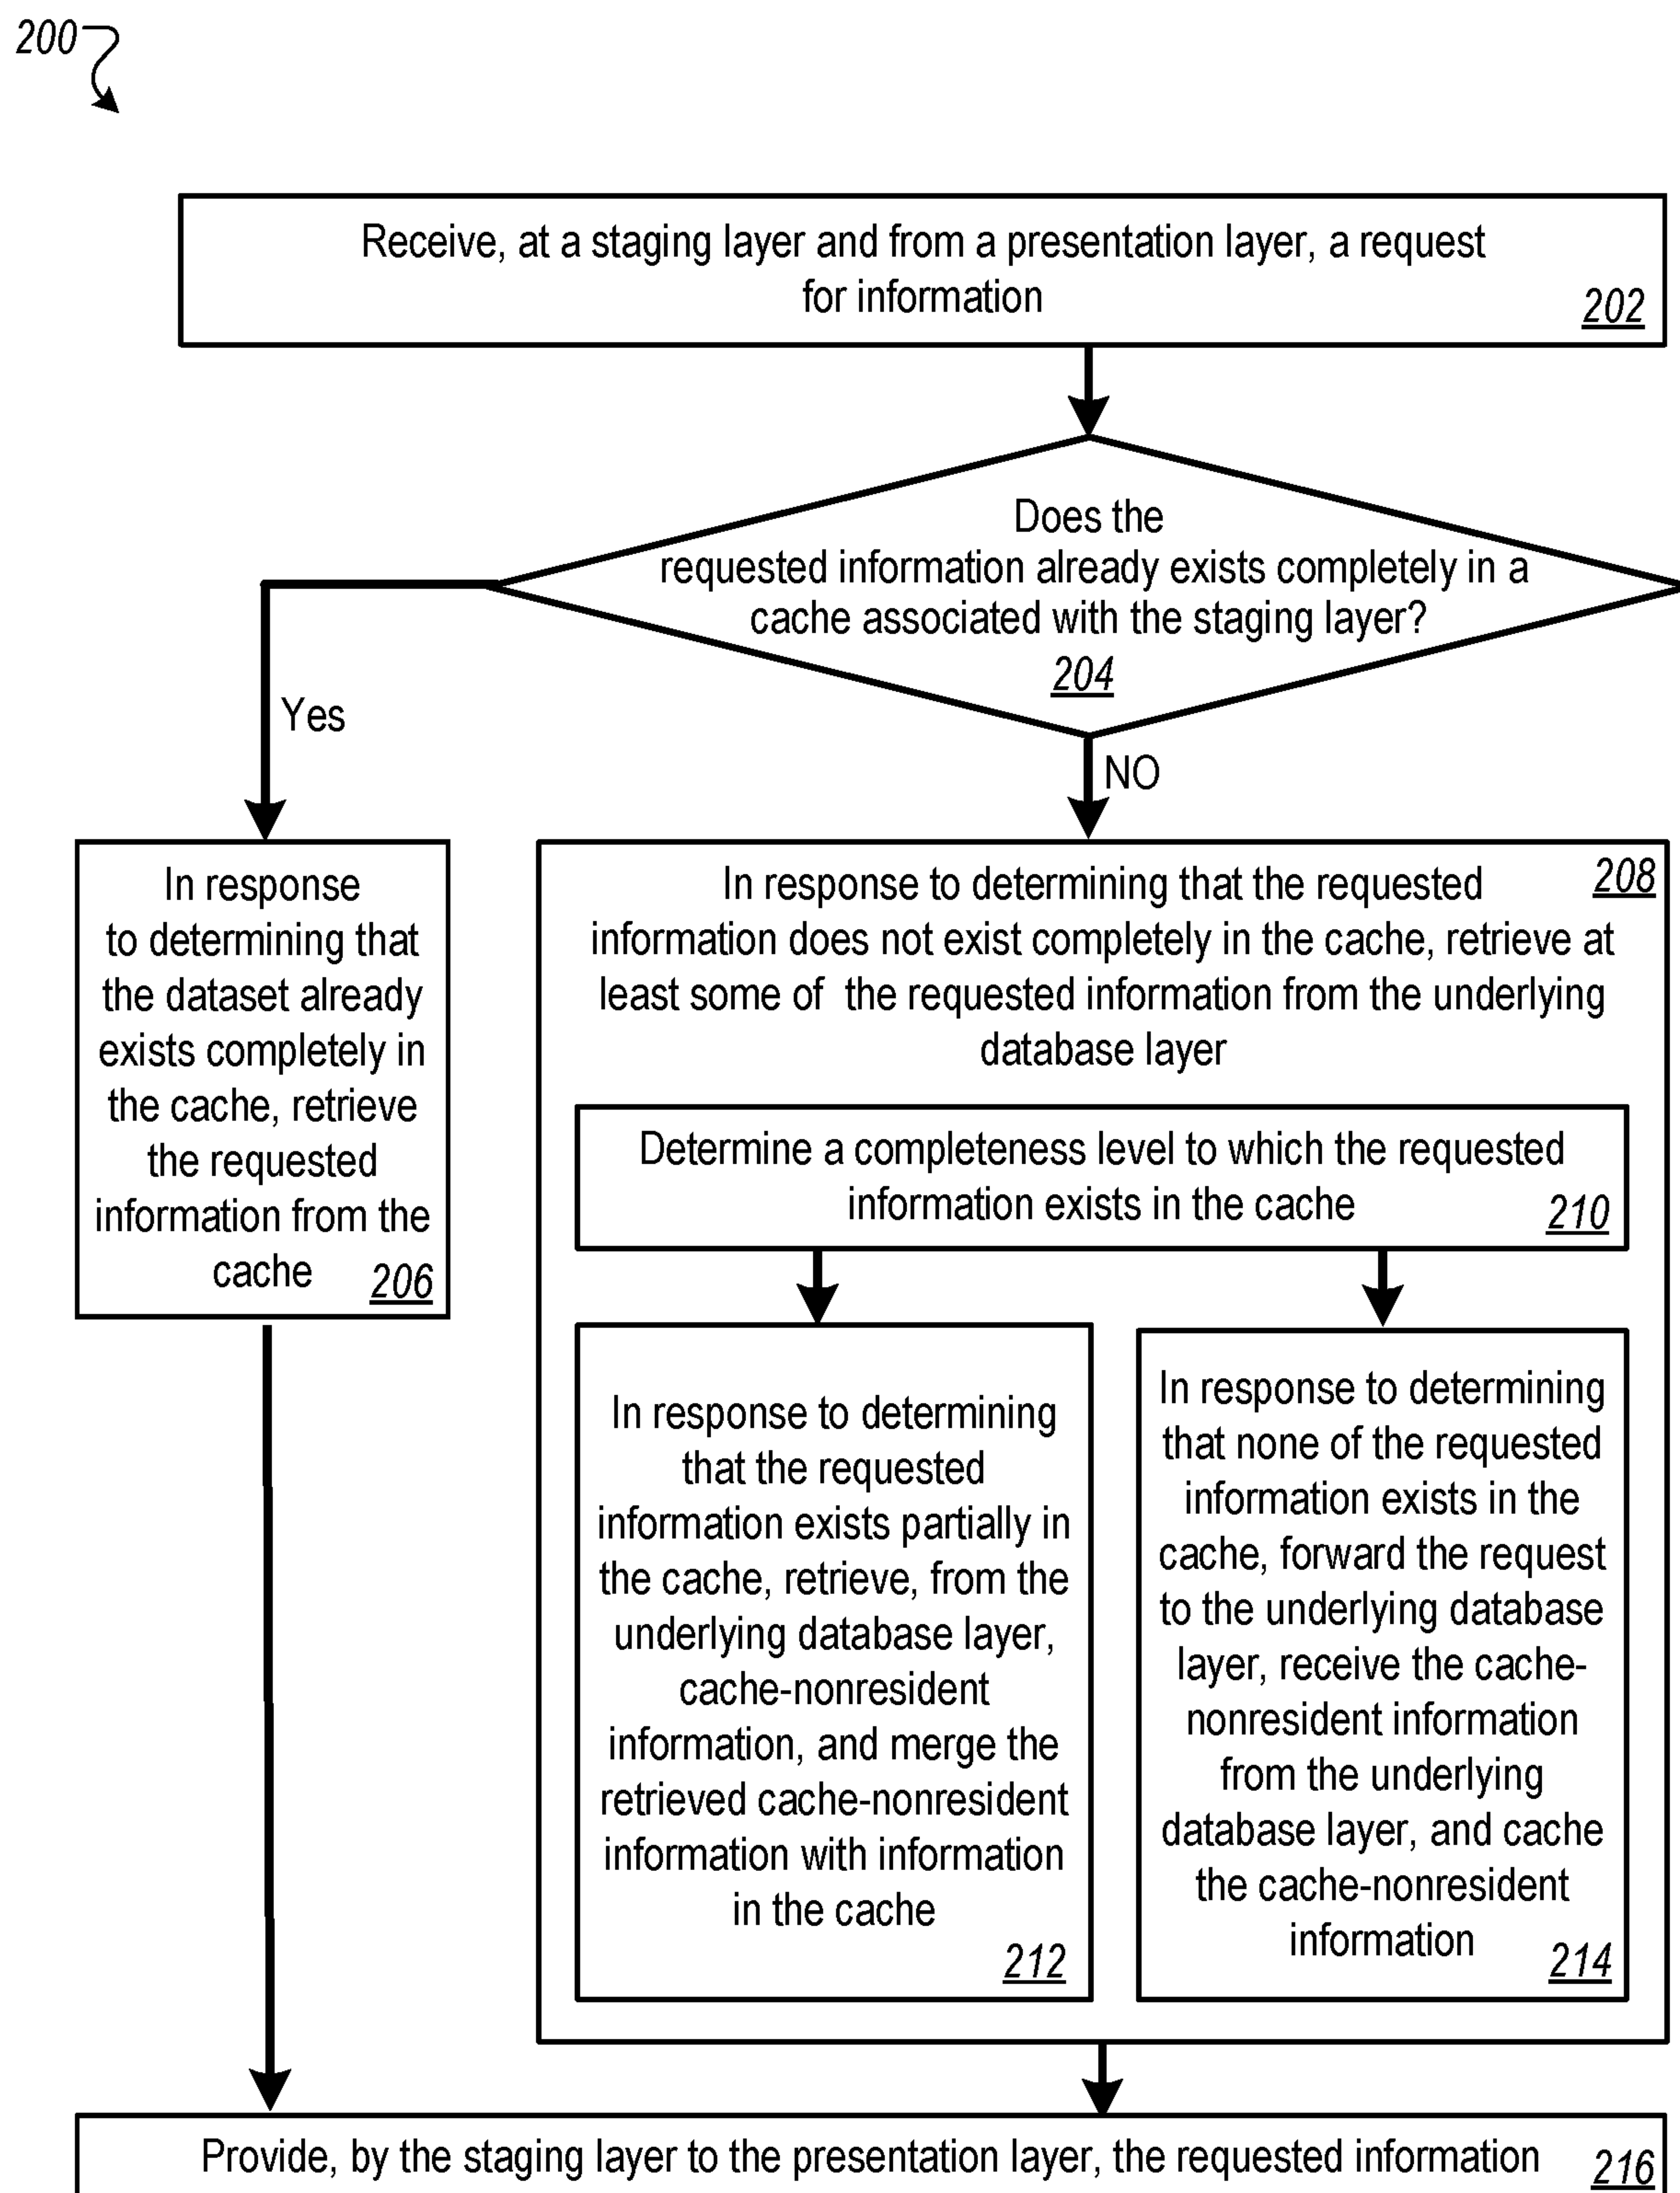 200
Receive, at a staging layer and from a presentation layer, a request
for information
202
Does the
requested information already exists completely in a
cache associated with the staging layer?
204
Yes
NO
In response
to determining that
the dataset already
exists completely in
the cache, retrieve
the requested
information from the
cache
206
208
In response to determining that the requested
information does not exist completely in the cache, retrieve at
least some of the requested information from the underlying
database layer
Determine a completeness level to which the requested
information exists in the cache
210
In response to determining
that the requested
information exists partially in
the cache, retrieve, from the
underlying database layer,
cache-nonresident
information, and merge the
retrieved cache-nonresident
information with information
in the cache
212
In response to determining
that none of the requested
information exists in the
cache, forward the request
to the underlying database
layer, receive the cache-
nonresident information
from the underlying
database layer, and cache
the cache-nonresident
information
214
Provide, by the staging layer to the presentation layer, the requested information
216